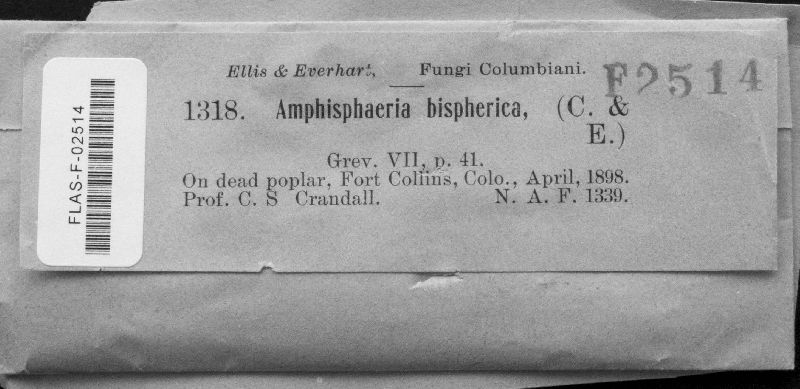 Ellis & Everhart, Fungi Columbiani.
F2514
1318. Amphisphaeria bispherica, (C. &
E.)
Grev. VII, p. 41.
On dead poplar, Fort Collins, Colo., April, 1898.
Prof. C. S Crandall. N. A. F. 1339.
FLAS-F-02514